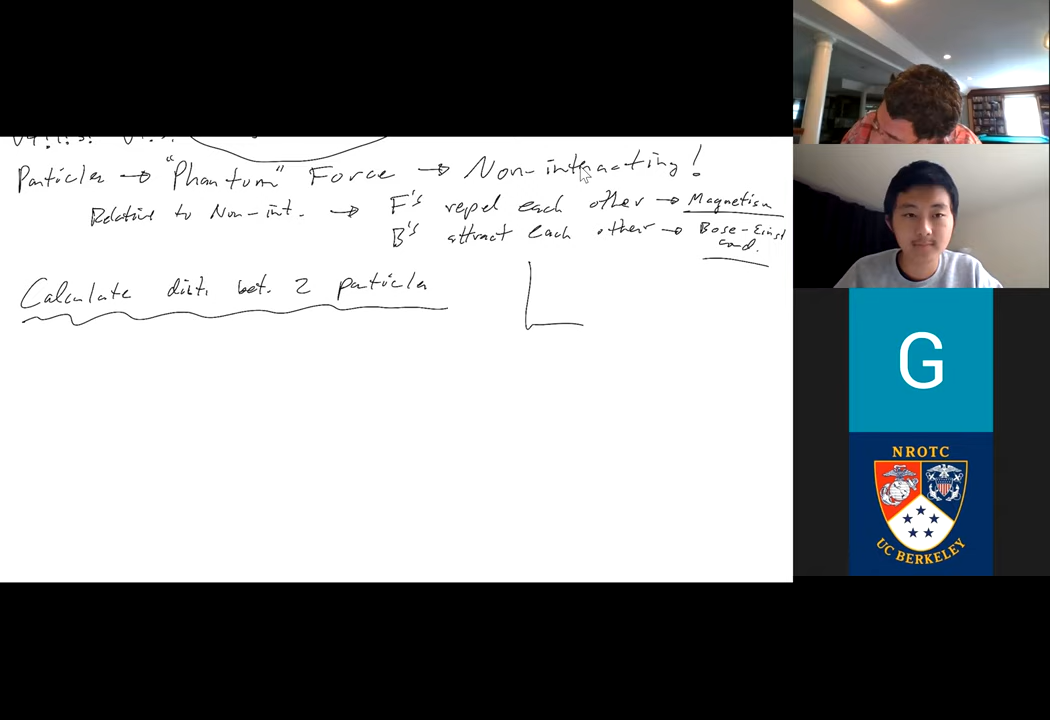 Particles → "Phantom" Force → Non-interacting!
Relative to Non-int. → F's repel each other → Magnetism
B's attract each other → Bose-Einst
cond.
Calculate dist. bet. 2 particles
G
NROTC
UC BERKELEY